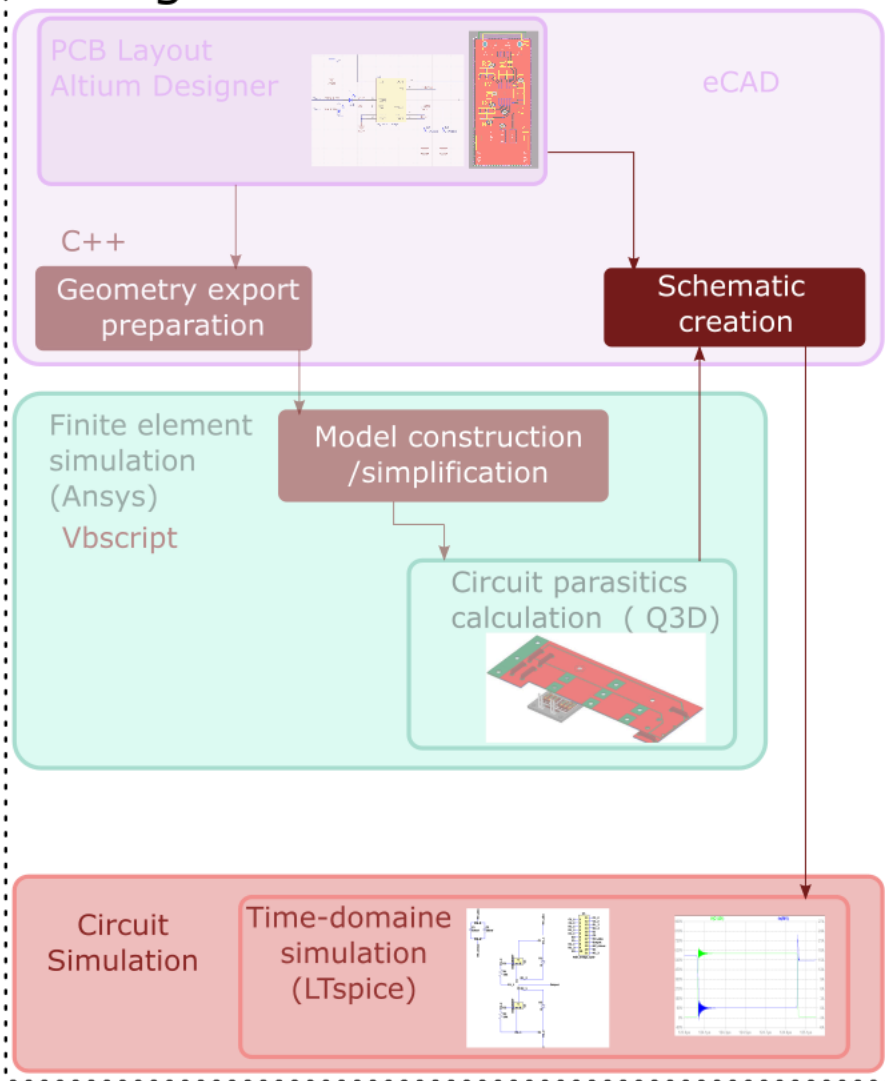 PCB Layout
Altium Designer
eCAD
C++
Geometry export
preparation
Schematic
creation
Finite element
simulation
(Ansys)
Vbscript
Model construction
/simplification
Circuit parasitics
calculation ( Q3D)
Circuit
Simulation
Time-domaine
simulation
(LTspice)